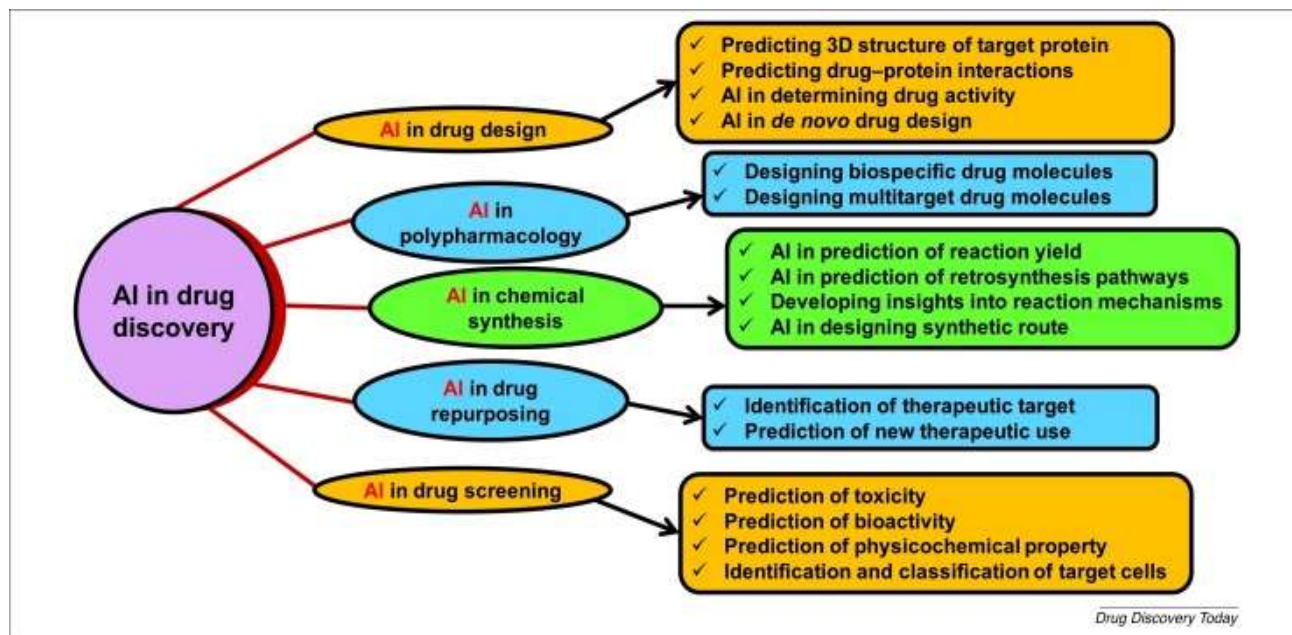 AI in drug
discovery
AI in drug design
✓ Predicting 3D structure of target protein
✓ Predicting drug–protein interactions
✓ AI in determining drug activity
✓ AI in de novo drug design
AI in
polypharmacology
✓ Designing biospecific drug molecules
✓ Designing multitarget drug molecules
AI in chemical
synthesis
✓ AI in prediction of reaction yield
✓ AI in prediction of retrosynthesis pathways
✓ Developing insights into reaction mechanisms
✓ AI in designing synthetic route
AI in drug
repurposing
✓ Identification of therapeutic target
✓ Prediction of new therapeutic use
AI in drug screening
✓ Prediction of toxicity
✓ Prediction of bioactivity
✓ Prediction of physicochemical property
✓ Identification and classification of target cells
Drug Discovery Today